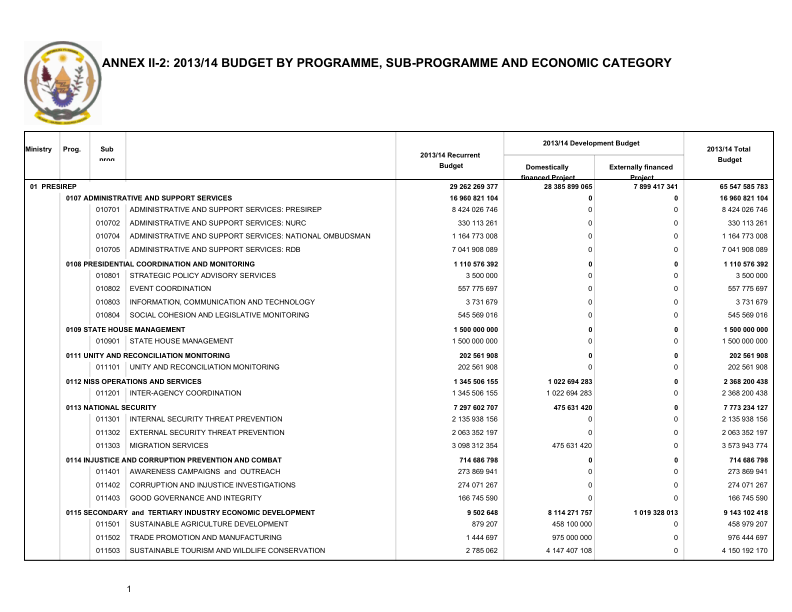 ANNEX II-2: 2013/14 BUDGET BY PROGRAMME, SUB-PROGRAMME AND ECONOMIC CATEGORY
Ministry Prog. Sub prog 2013/14 Recurrent Budget 2013/14 Development Budget 2013/14 Total Budget
Domestically financed Project Externally financed Project
01 PRESIREP 29 262 269 377 28 385 899 065 7 899 417 341 65 547 585 783
0107 ADMINISTRATIVE AND SUPPORT SERVICES 16 960 821 104 0 0 16 960 821 104
010701 ADMINISTRATIVE AND SUPPORT SERVICES: PRESIREP 8 424 026 746 0 0 8 424 026 746
010702 ADMINISTRATIVE AND SUPPORT SERVICES: NURC 330 113 261 0 0 330 113 261
010704 ADMINISTRATIVE AND SUPPORT SERVICES: NATIONAL OMBUDSMAN 1 164 773 008 0 0 1 164 773 008
010705 ADMINISTRATIVE AND SUPPORT SERVICES: RDB 7 041 908 089 0 0 7 041 908 089
0108 PRESIDENTIAL COORDINATION AND MONITORING 1 110 576 392 0 0 1 110 576 392
010801 STRATEGIC POLICY ADVISORY SERVICES 3 500 000 0 0 3 500 000
010802 EVENT COORDINATION 557 775 697 0 0 557 775 697
010803 INFORMATION, COMMUNICATION AND TECHNOLOGY 3 731 679 0 0 3 731 679
010804 SOCIAL COHESION AND LEGISLATIVE MONITORING 545 569 016 0 0 545 569 016
0109 STATE HOUSE MANAGEMENT 1 500 000 000 0 0 1 500 000 000
010901 STATE HOUSE MANAGEMENT 1 500 000 000 0 0 1 500 000 000
0111 UNITY AND RECONCILIATION MONITORING 202 561 908 0 0 202 561 908
011101 UNITY AND RECONCILIATION MONITORING 202 561 908 0 0 202 561 908
0112 NISS OPERATIONS AND SERVICES 1 345 506 155 1 022 694 283 0 2 368 200 438
011201 INTER-AGENCY COORDINATION 1 345 506 155 1 022 694 283 0 2 368 200 438
0113 NATIONAL SECURITY 7 297 602 707 475 631 420 0 7 773 234 127
011301 INTERNAL SECURITY THREAT PREVENTION 2 135 938 156 0 0 2 135 938 156
011302 EXTERNAL SECURITY THREAT PREVENTION 2 063 352 197 0 0 2 063 352 197
011303 MIGRATION SERVICES 3 098 312 354 475 631 420 0 3 573 943 774
0114 INJUSTICE AND CORRUPTION PREVENTION AND COMBAT 714 686 798 0 0 714 686 798
011401 AWARENESS CAMPAIGNS and OUTREACH 273 869 941 0 0 273 869 941
011402 CORRUPTION AND INJUSTICE INVESTIGATIONS 274 071 267 0 0 274 071 267
011403 GOOD GOVERNANCE AND INTEGRITY 166 745 590 0 0 166 745 590
0115 SECONDARY and TERTIARY INDUSTRY ECONOMIC DEVELOPMENT 9 502 648 8 114 271 757 1 019 328 013 9 143 102 418
011501 SUSTAINABLE AGRICULTURE DEVELOPMENT 879 207 458 100 000 0 458 979 207
011502 TRADE PROMOTION AND MANUFACTURING 1 444 697 975 000 000 0 976 444 697
011503 SUSTAINABLE TOURISM AND WILDLIFE CONSERVATION 2 785 062 4 147 407 108 0 4 150 192 170
1